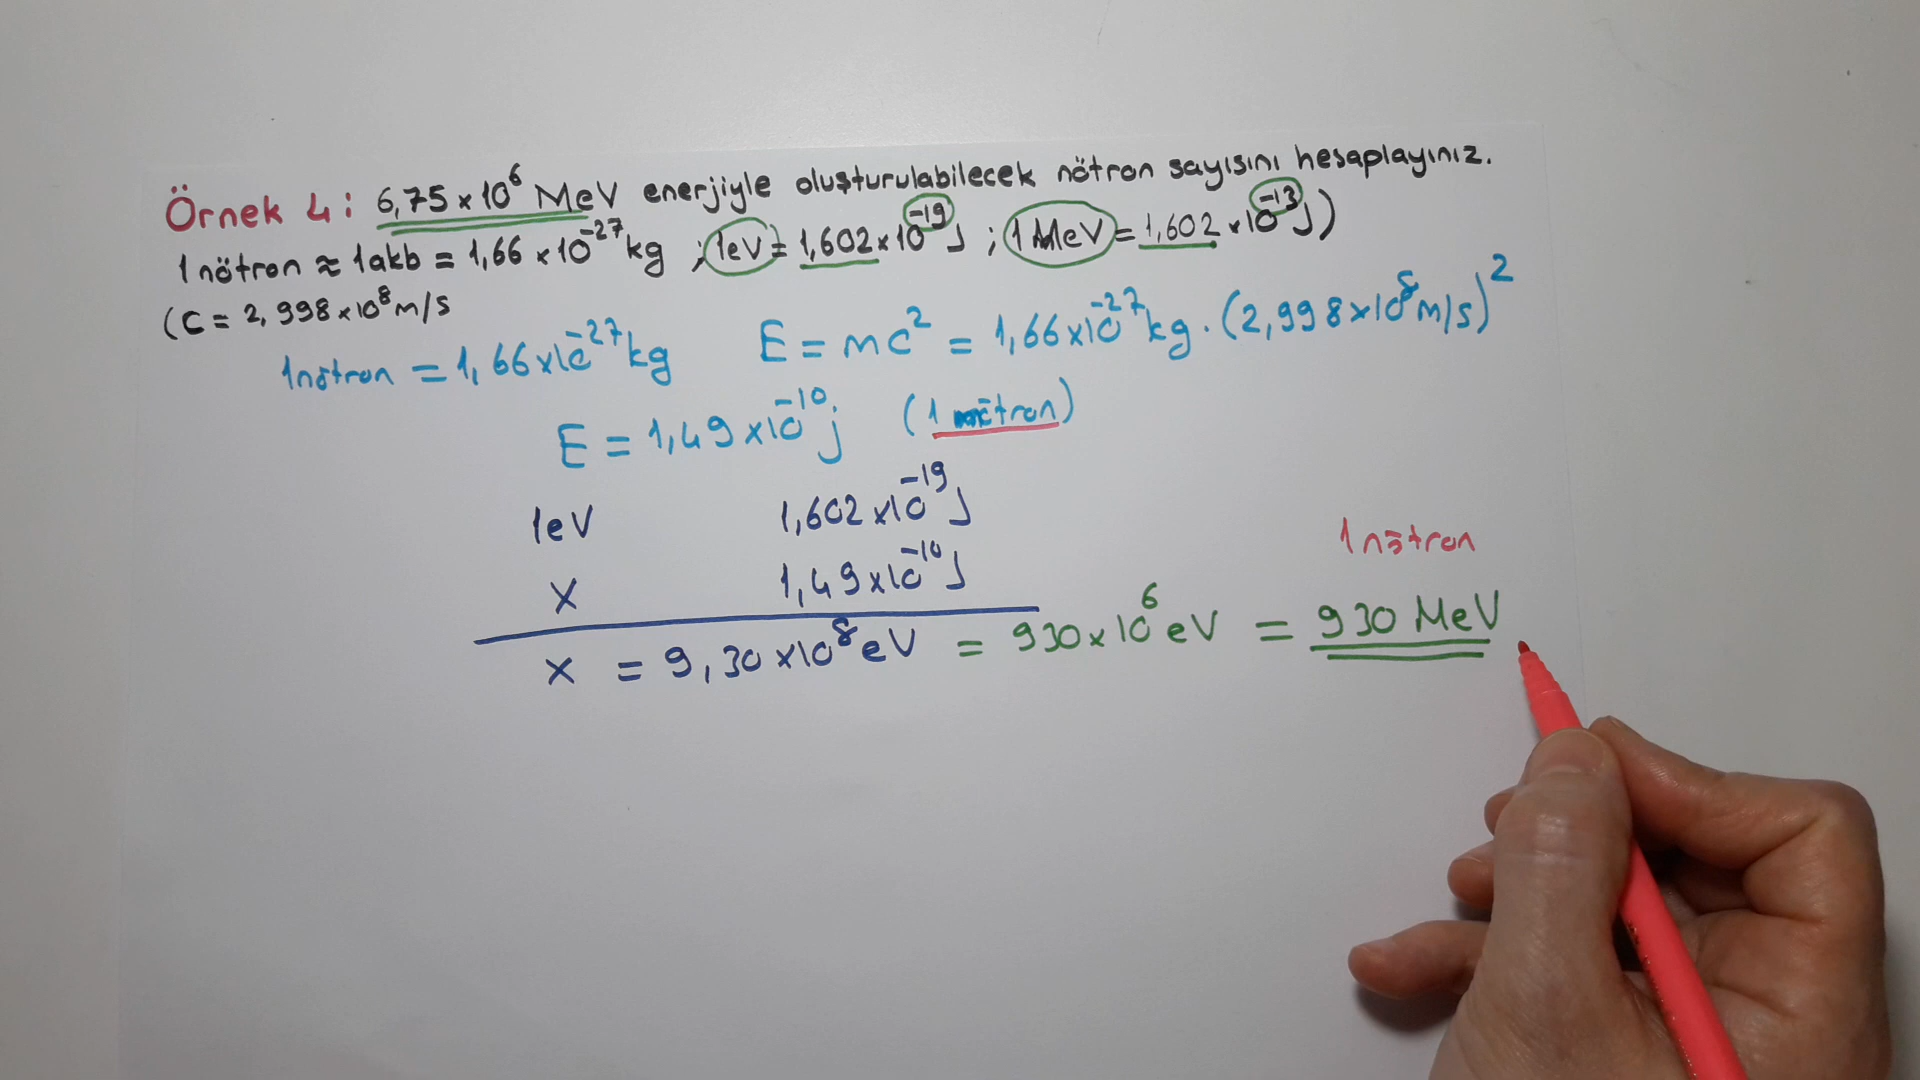 Örnek 4: 6,75 x 10⁶ MeV enerjiyle oluşturulabilecek nötron sayısını hesaplayınız.
1 nötron ≈ 1akb = 1,66 x 10⁻²⁷ kg ; 1eV = 1,602 x 10⁻¹⁹ J ; 1 MeV = 1,602 x 10⁻¹³ J)
(C = 2,998 x 10⁸ m/s
1nötron = 1,66 x 10⁻²⁷ kg E = mc² = 1,66 x 10⁻²⁷ kg . (2,998 x 10⁸ m/s)²
E = 1,49 x 10⁻¹⁰ j (1 nötron)
1eV 1,602 x 10⁻¹⁹ J
X 1,49 x 10⁻¹⁰ J
1 nötron
x = 9,30 x 10⁸ eV = 930 x 10⁶ eV = 930 MeV